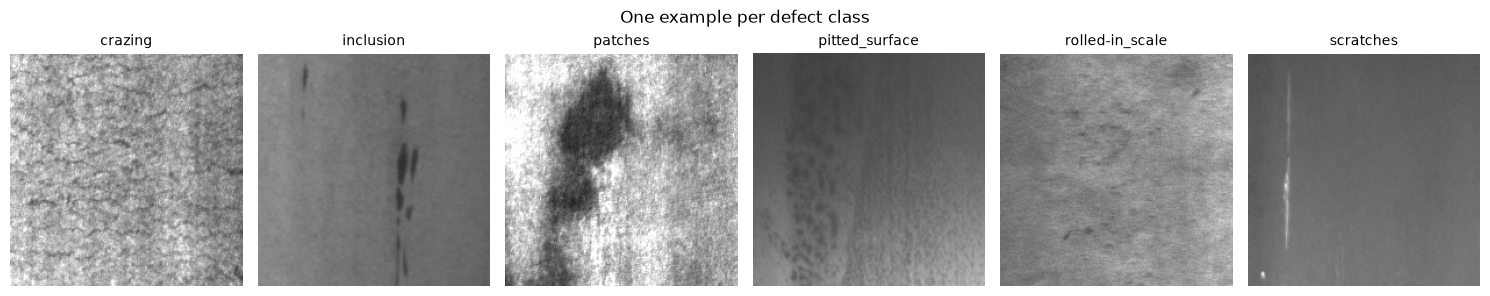 One example per defect class
crazing
inclusion
patches
pitted_surface
rolled-in_scale
scratches